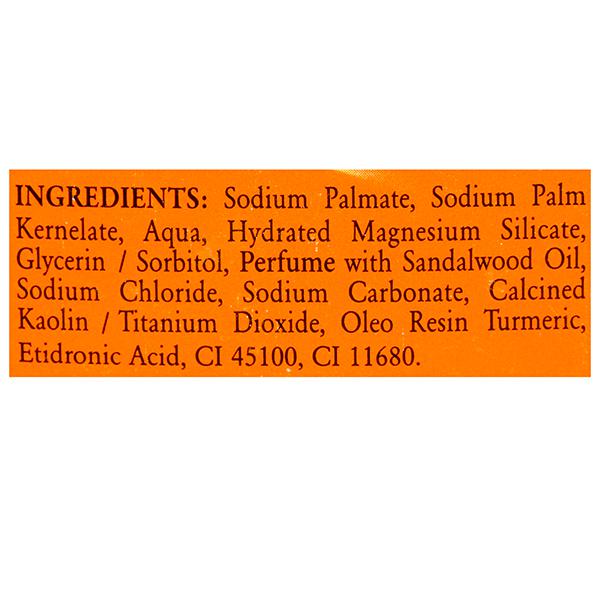 INGREDIENTS: Sodium Palmate, Sodium Palm
Kernelate, Aqua, Hydrated Magnesium Silicate,
Glycerin / Sorbitol, Perfume with Sandalwood Oil,
Sodium Chloride, Sodium Carbonate, Calcined
Kaolin / Titanium Dioxide, Oleo Resin Turmeric,
Etidronic Acid, CI 45100, CI 11680.